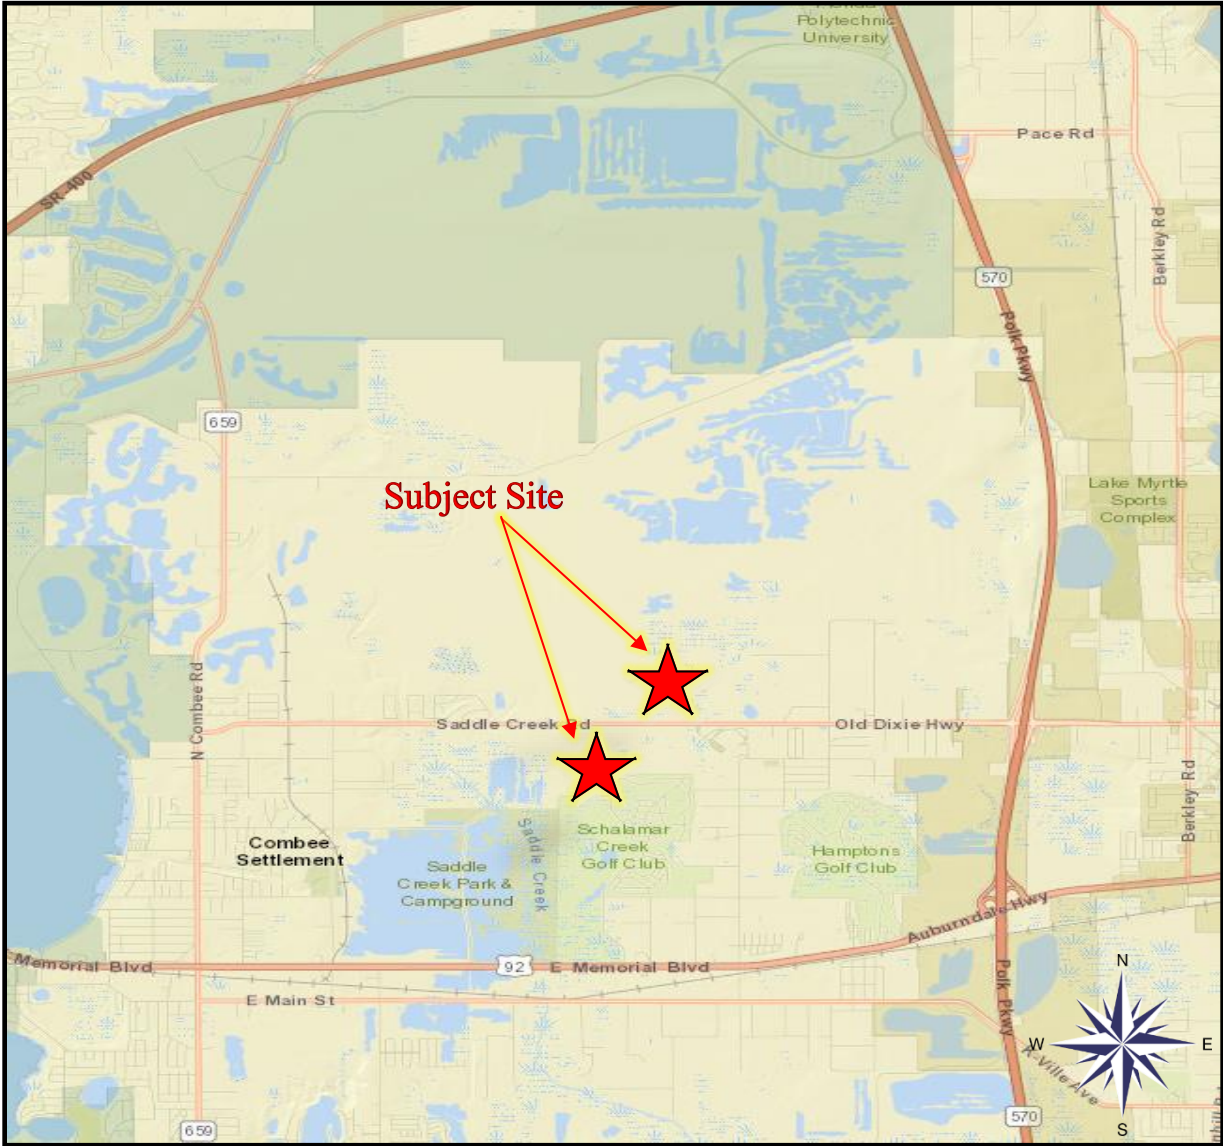 Polytechnic
University
Pace Rd
SR 400
Berkley Rd
570
Polk Pkwy
659
Lake Myrtle
Sports
Complex
Subject Site
N Combee Rd
Saddle Creek Rd
Old Dixie Hwy
Berkley Rd
Combee
Settlement
Schalamar
Creek
Golf Club
Saddle Creek
Saddle
Creek Park &
Campground
Hamptons
Golf Club
Auburndale Hwy
Memorial Blvd
92
E Memorial Blvd
E Main St
Polk Pkwy
N
W
E
S
K-Ville Ave
570
659